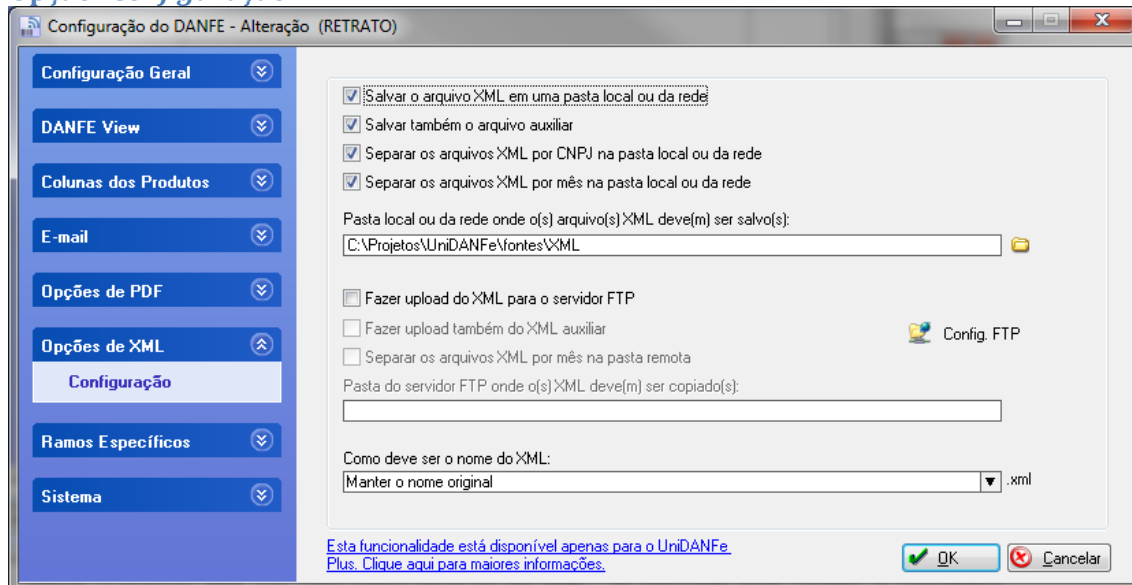 Configuração do DANFE - Alteração (RETRATO)
Configuração Geral
DANFE View
Colunas dos Produtos
E-mail
Opções de PDF
Opções de XML
Configuração
Ramos Específicos
Sistema
Salvar o arquivo XML em uma pasta local ou da rede
Salvar também o arquivo auxiliar
Separar os arquivos XML por CNPJ na pasta local ou da rede
Separar os arquivos XML por mês na pasta local ou da rede
Pasta local ou da rede onde o(s) arquivo(s) XML deve(m) ser salvo(s):
C:\Projetos\UniDANFe\fontes\XML
Fazer upload do XML para o servidor FTP
Fazer upload também do XML auxiliar
Config. FTP
Separar os arquivos XML por mês na pasta remota
Pasta do servidor FTP onde o(s) XML deve(m) ser copiado(s):
Como deve ser o nome do XML:
Manter o nome original
.xml
Esta funcionalidade está disponível apenas para o UniDANFe
Plus. Clique aqui para maiores informações.
OK
Cancelar